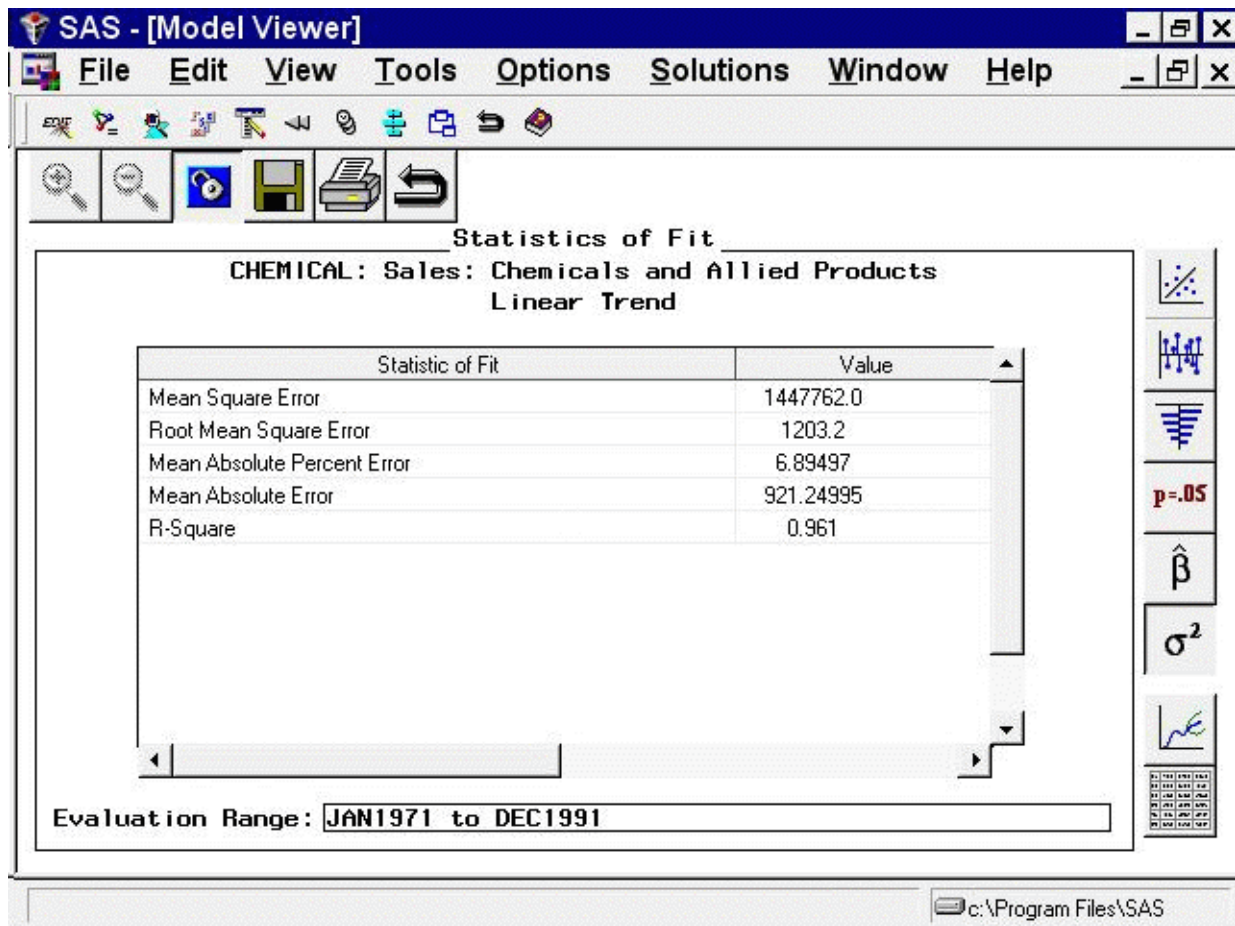 SAS - [Model Viewer]
File Edit View Tools Options Solutions Window Help
Statistics of Fit
CHEMICAL: Sales: Chemicals and Allied Products
Linear Trend
Statistic of Fit Value
Mean Square Error 1447762.0
Root Mean Square Error 1203.2
Mean Absolute Percent Error 6.89497
Mean Absolute Error 921.24995
R-Square 0.961
p=.05
β̂
σ²
Evaluation Range: JAN1971 to DEC1991
c:\Program Files\SAS